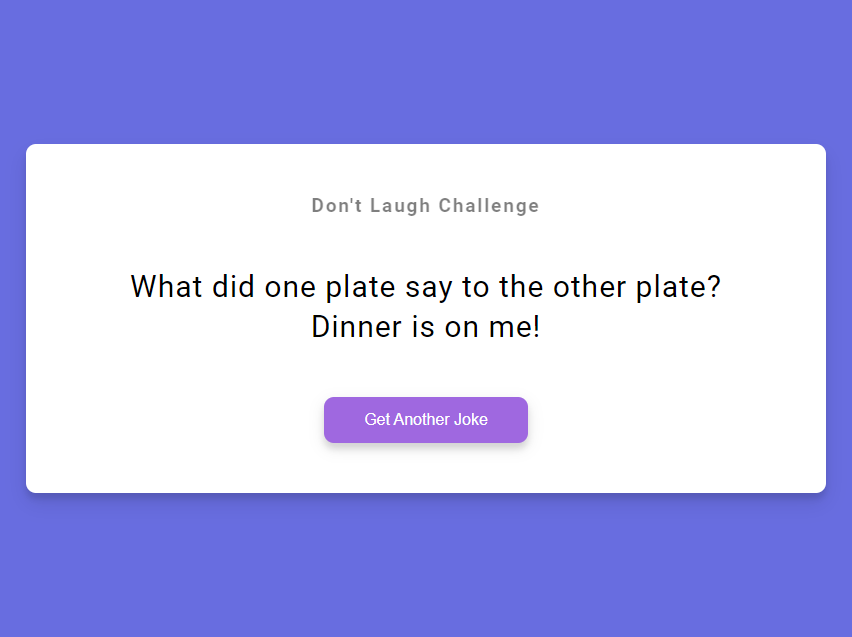 Don't Laugh Challenge
What did one plate say to the other plate?
Dinner is on me!
Get Another Joke